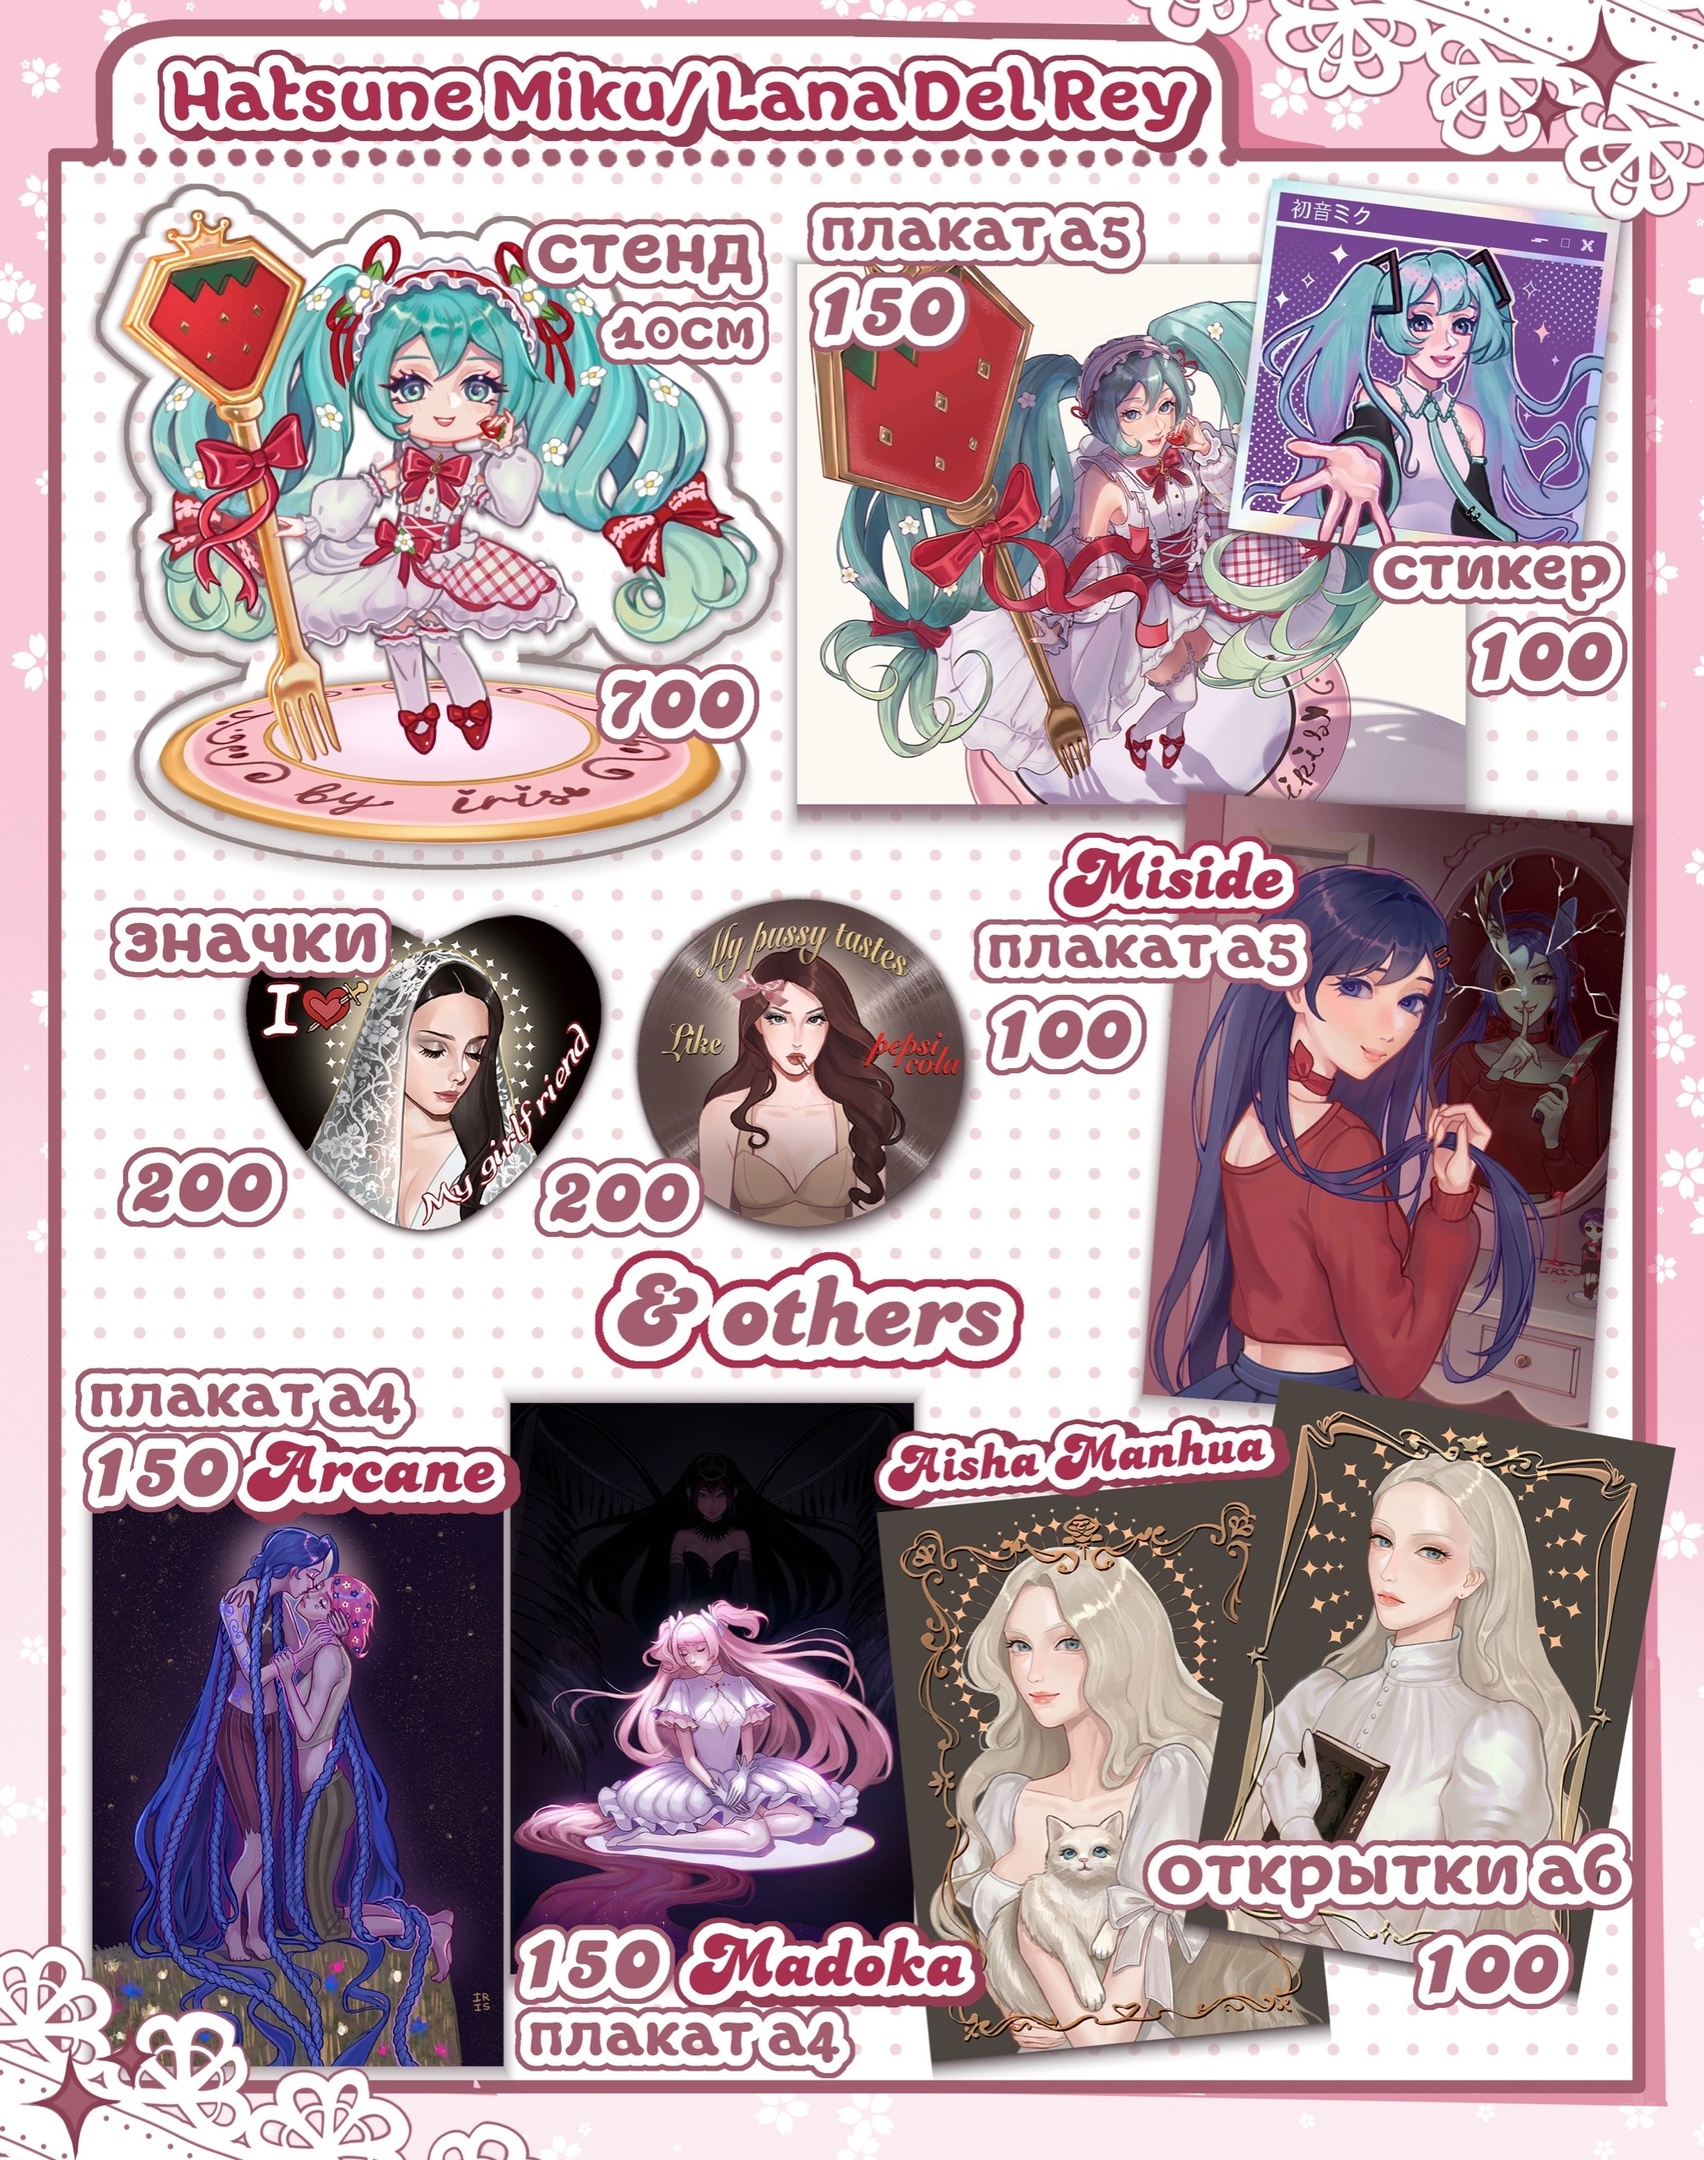 Hatsune Miku/Lana Del Rey
стенд
10см
700
by iris
плакат а5
150
初音ミク
стикер
100
значки
I
My girlfriend
200
My pussy tastes
Like
pepsi
cola
200
Miside
плакат а5
100
& others
плакат а4
150 Arcane
IR
IS
150 Madoka
плакат а4
Aisha Manhua
открытки а6
100